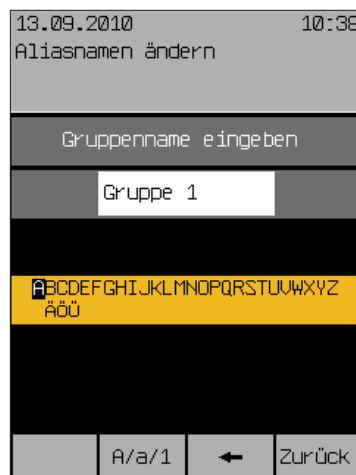 13.09.2010 10:38
Aliasnamen ändern
Gruppenname eingeben
Gruppe 1
ABCDEFGHIJKLMNOPQRSTUVWXYZ
ÄÖÜ
A/a/1 ← Zurück